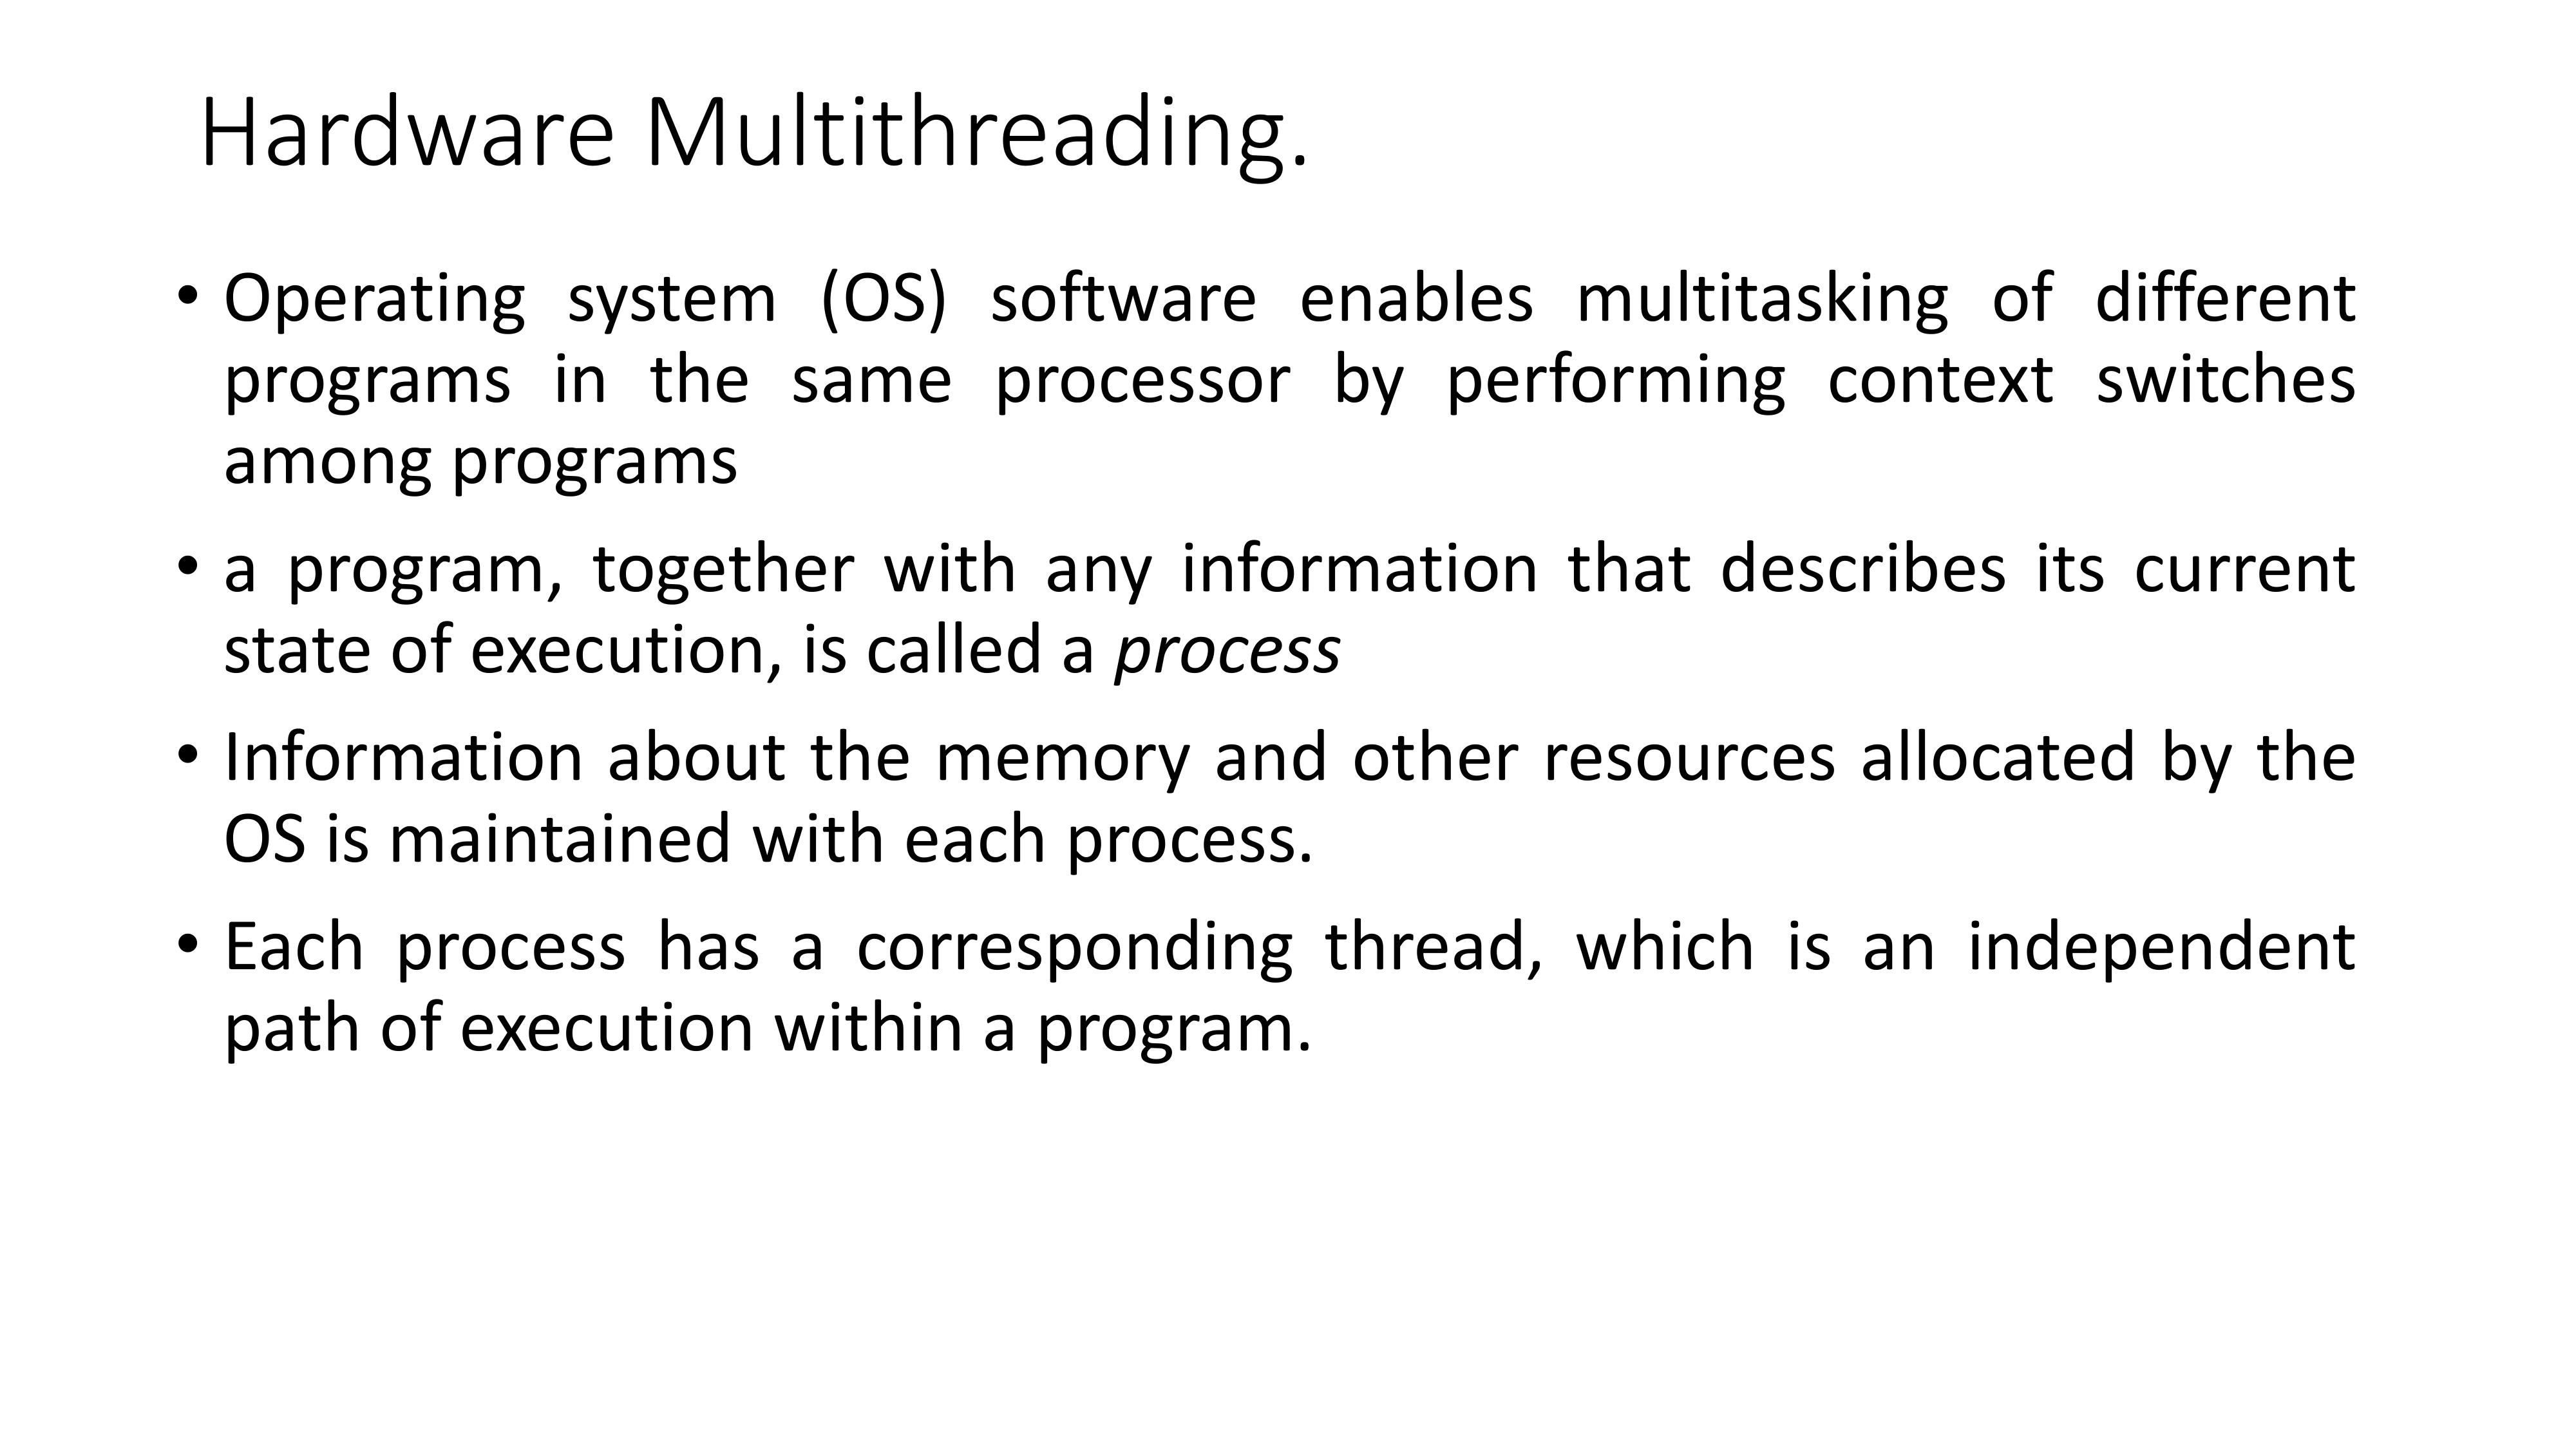 Hardware Multithreading.
• Operating system (OS) software enables multitasking of different
programs in the same processor by performing context switches
among programs
• a program, together with any information that describes its current
state of execution, is called a process
• Information about the memory and other resources allocated by the
OS is maintained with each process.
• Each process has a corresponding thread, which is an independent
path of execution within a program.